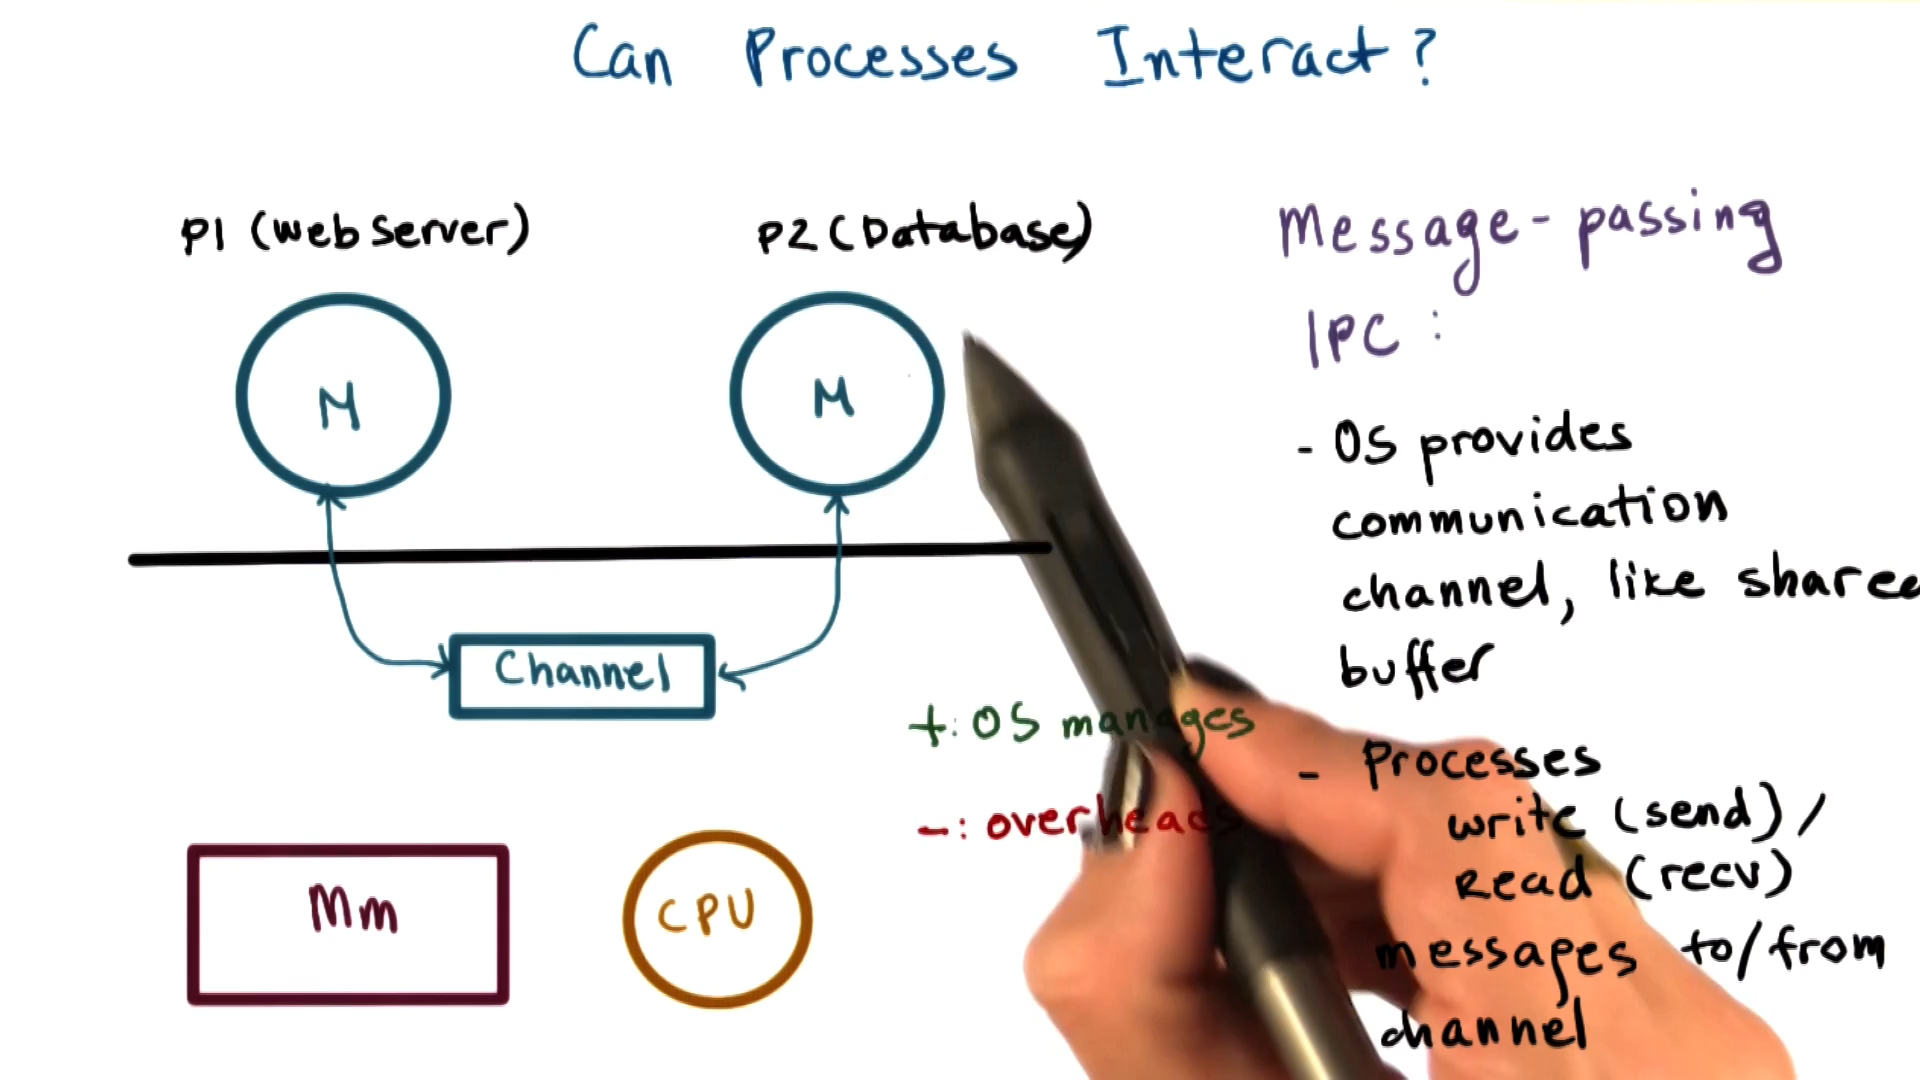 Can Processes Interact?
P1 (Web Server)
P2 (Database)
M
M
Channel
+: OS manages
-: overheads
Mm
CPU
Message-passing
IPC:
- OS provides
communication
channel, like shared
buffer
- Processes
write (send) /
Read (recv)
messages to/from
channel